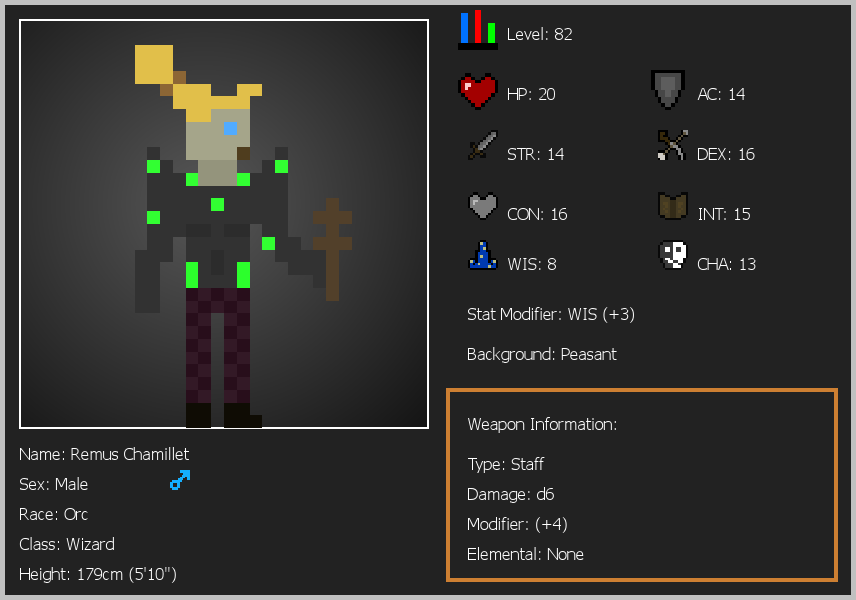 Level: 82
HP: 20
AC: 14
STR: 14
DEX: 16
CON: 16
INT: 15
WIS: 8
CHA: 13
Stat Modifier: WIS (+3)
Background: Peasant
Weapon Information:
Type: Staff
Damage: d6
Modifier: (+4)
Elemental: None
Name: Remus Chamillet
Sex: Male
Race: Orc
Class: Wizard
Height: 179cm (5'10")